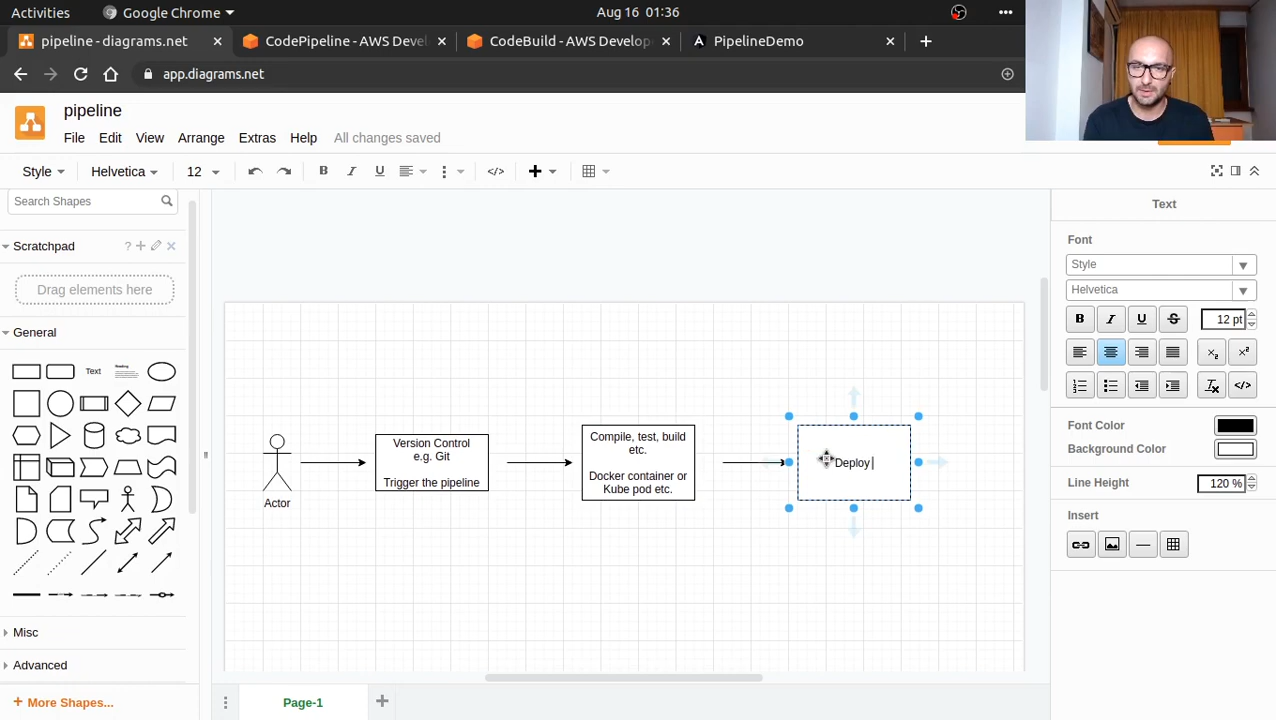 Activities
Google Chrome
Aug 16 01:36
pipeline - diagrams.net
CodePipeline - AWS Devel
CodeBuild - AWS Develop
PipelineDemo
app.diagrams.net
pipeline
File
Edit
View
Arrange
Extras
Help
All changes saved
Style
Helvetica
12
B
I
U
Search Shapes
Text
Scratchpad
?
Font
Style
Drag elements here
Helvetica
General
B
I
U
S
12 pt
Text
Heading
Font Color
Version Control
e.g. Git
Trigger the pipeline
Compile, test, build
etc.
Docker container or
Kube pod etc.
Deploy
Background Color
Line Height
120 %
Actor
Insert
Misc
Advanced
+ More Shapes...
Page-1